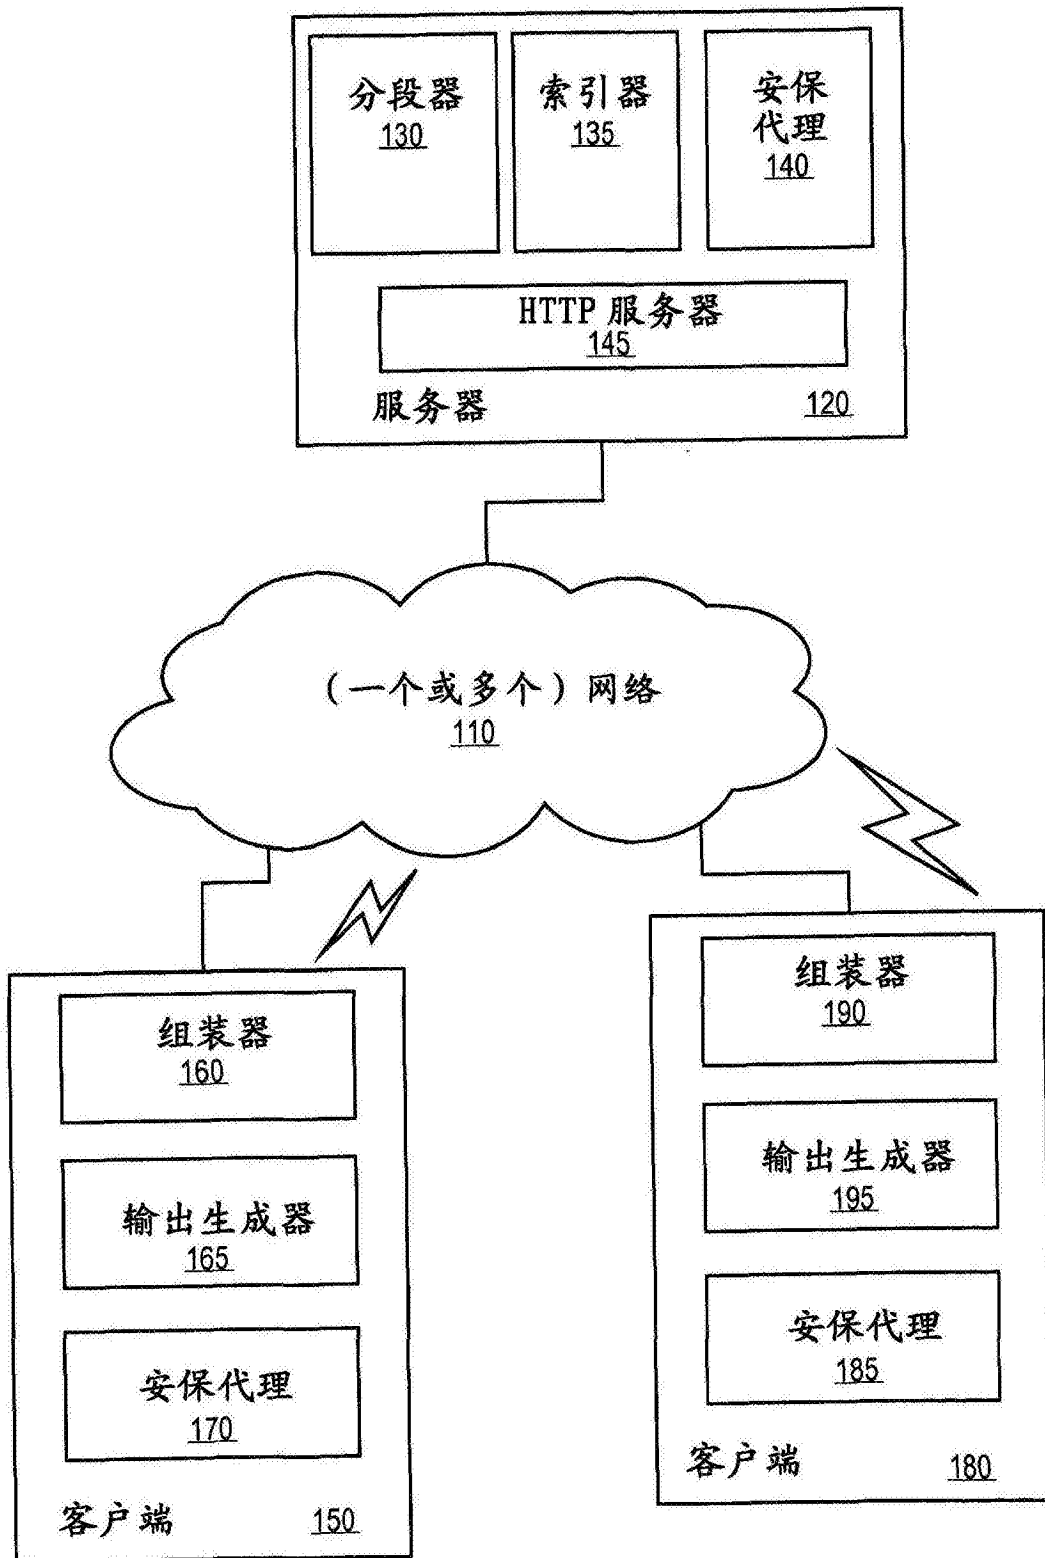 分段器
130
索引器
135
安保
代理
140
HTTP 服务器
145
服务器
120
（一个或多个）网络
110
组装器
160
输出生成器
165
安保代理
170
客户端
150
组装器
190
输出生成器
195
安保代理
185
客户端
180